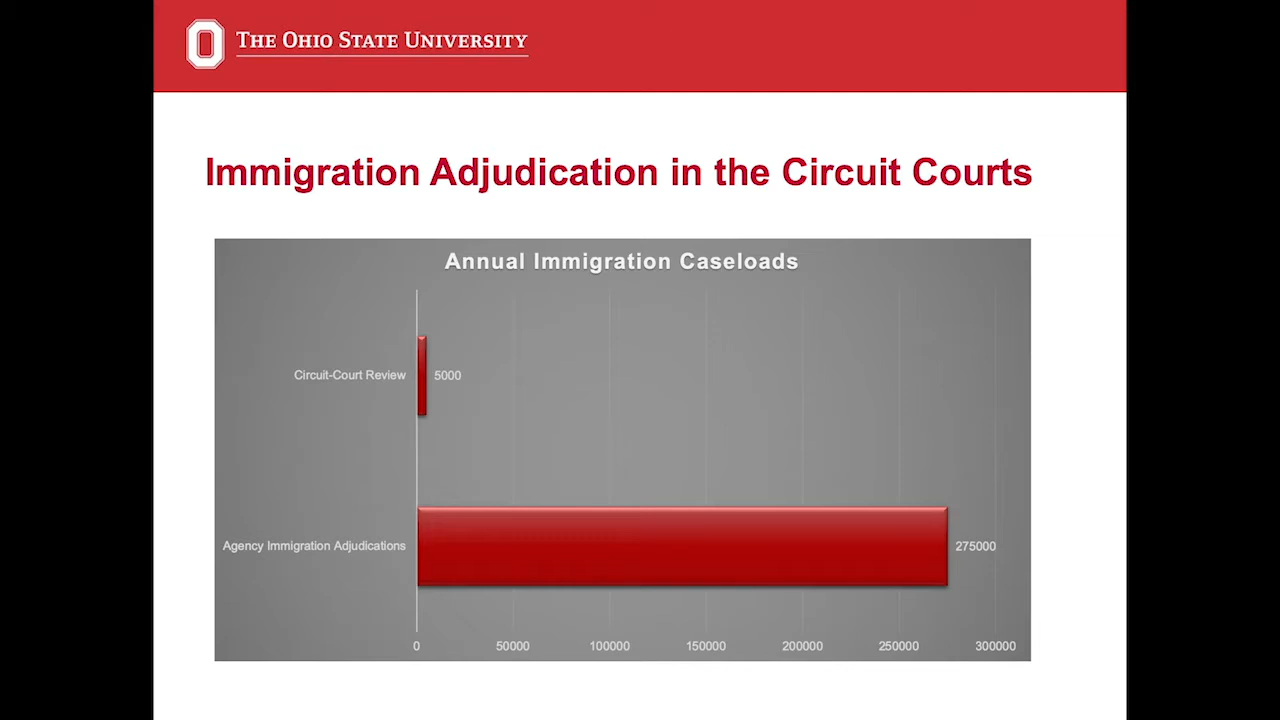 THE OHIO STATE UNIVERSITY
Immigration Adjudication in the Circuit Courts
Annual Immigration Caseloads
Circuit-Court Review 5000
Agency Immigration Adjudications 275000
0 50000 100000 150000 200000 250000 300000